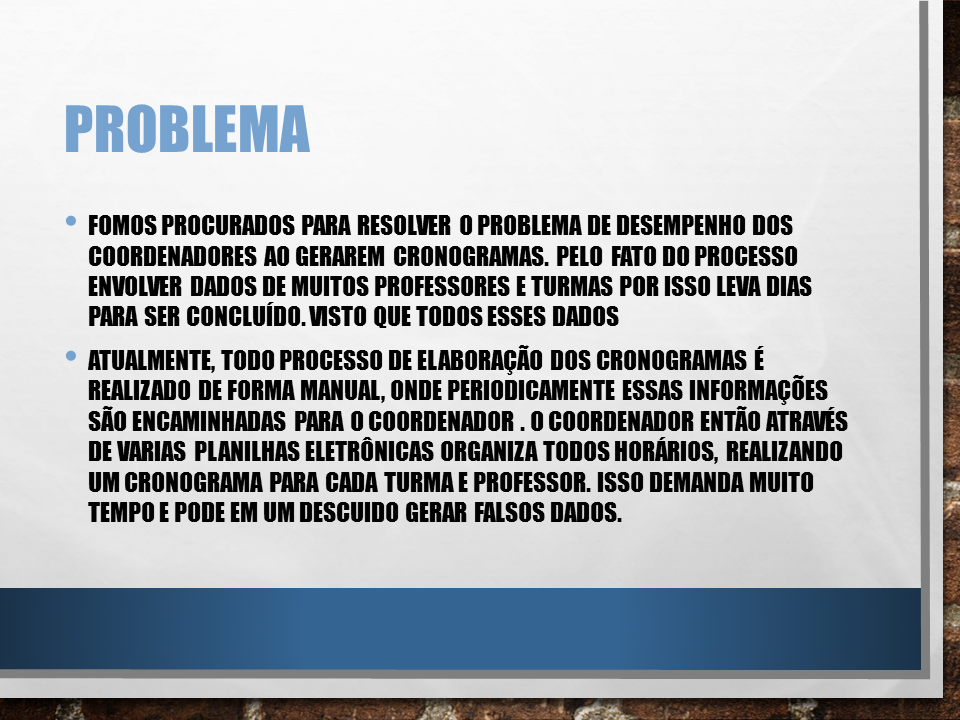 PROBLEMA
• FOMOS PROCURADOS PARA RESOLVER O PROBLEMA DE DESEMPENHO DOS
COORDENADORES AO GERAREM CRONOGRAMAS. PELO FATO DO PROCESSO
ENVOLVER DADOS DE MUITOS PROFESSORES E TURMAS POR ISSO LEVA DIAS
PARA SER CONCLUÍDO. VISTO QUE TODOS ESSES DADOS
• ATUALMENTE, TODO PROCESSO DE ELABORAÇÃO DOS CRONOGRAMAS É
REALIZADO DE FORMA MANUAL, ONDE PERIODICAMENTE ESSAS INFORMAÇÕES
SÃO ENCAMINHADAS PARA O COORDENADOR . O COORDENADOR ENTÃO ATRAVÉS
DE VARIAS PLANILHAS ELETRÔNICAS ORGANIZA TODOS HORÁRIOS, REALIZANDO
UM CRONOGRAMA PARA CADA TURMA E PROFESSOR. ISSO DEMANDA MUITO
TEMPO E PODE EM UM DESCUIDO GERAR FALSOS DADOS.